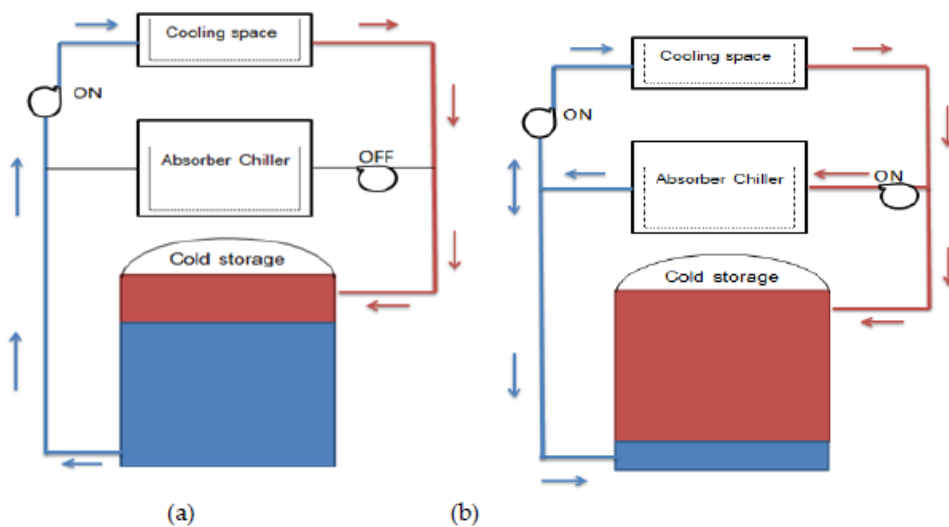 Cooling space
ON
Absorber Chiller
OFF
Cold storage
(a)
Cooling space
ON
Absorber Chiller
ON
Cold storage
(b)